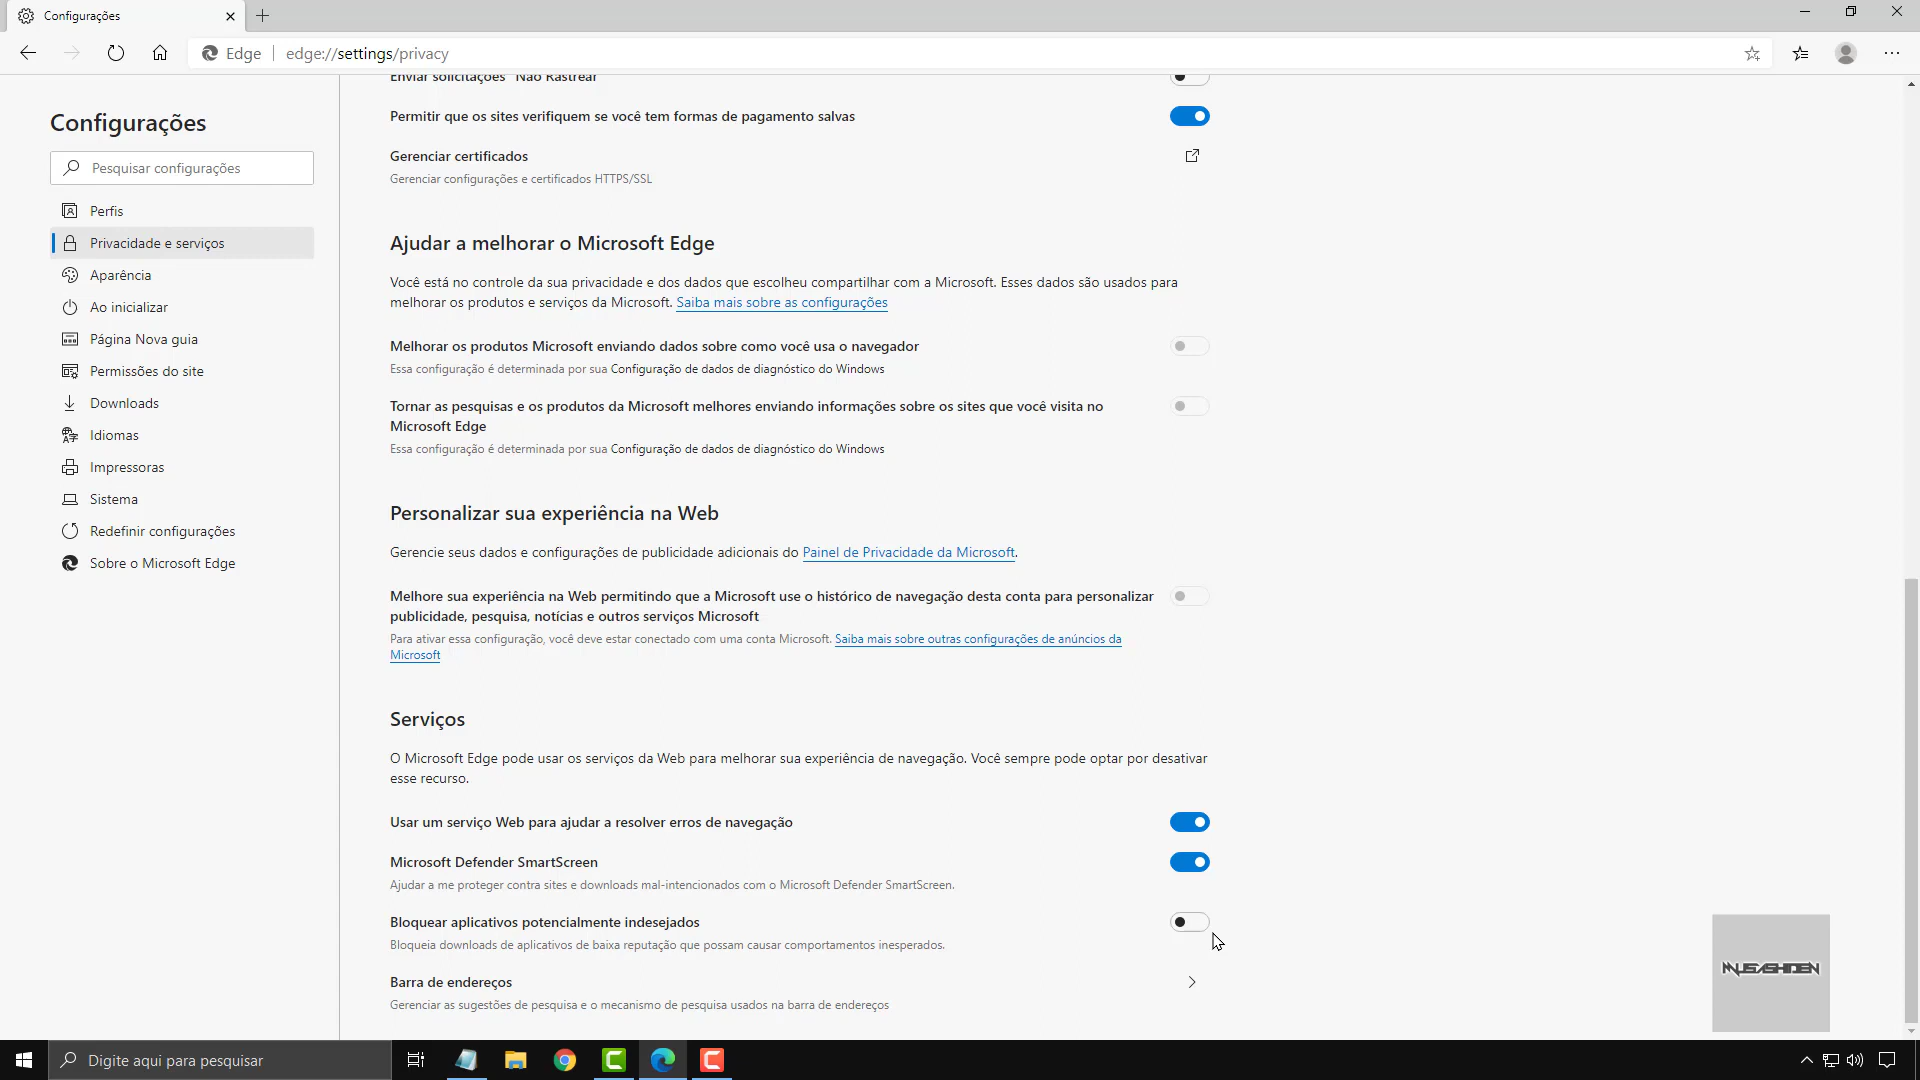 Configurações
Edge
edge://settings/privacy
Configurações
Pesquisar configurações
Perfis
Privacidade e serviços
Aparência
Ao inicializar
Página Nova guia
Permissões do site
Downloads
Idiomas
Impressoras
Sistema
Redefinir configurações
Sobre o Microsoft Edge
Enviar solicitações "Não Rastrear"
Permitir que os sites verifiquem se você tem formas de pagamento salvas
Gerenciar certificados
Gerenciar configurações e certificados HTTPS/SSL
Ajudar a melhorar o Microsoft Edge
Você está no controle da sua privacidade e dos dados que escolheu compartilhar com a Microsoft. Esses dados são usados para
melhorar os produtos e serviços da Microsoft. Saiba mais sobre as configurações
Melhorar os produtos Microsoft enviando dados sobre como você usa o navegador
Essa configuração é determinada por sua Configuração de dados de diagnóstico do Windows
Tornar as pesquisas e os produtos da Microsoft melhores enviando informações sobre os sites que você visita no
Microsoft Edge
Essa configuração é determinada por sua Configuração de dados de diagnóstico do Windows
Personalizar sua experiência na Web
Gerencie seus dados e configurações de publicidade adicionais do Painel de Privacidade da Microsoft.
Melhore sua experiência na Web permitindo que a Microsoft use o histórico de navegação desta conta para personalizar
publicidade, pesquisa, notícias e outros serviços Microsoft
Para ativar essa configuração, você deve estar conectado com uma conta Microsoft. Saiba mais sobre outras configurações de anúncios da
Microsoft
Serviços
O Microsoft Edge pode usar os serviços da Web para melhorar sua experiência de navegação. Você sempre pode optar por desativar
esse recurso.
Usar um serviço Web para ajudar a resolver erros de navegação
Microsoft Defender SmartScreen
Ajudar a me proteger contra sites e downloads mal-intencionados com o Microsoft Defender SmartScreen.
Bloquear aplicativos potencialmente indesejados
Bloqueia downloads de aplicativos de baixa reputação que possam causar comportamentos inesperados.
Barra de endereços
Gerenciar as sugestões de pesquisa e o mecanismo de pesquisa usados na barra de endereços
Digite aqui para pesquisar